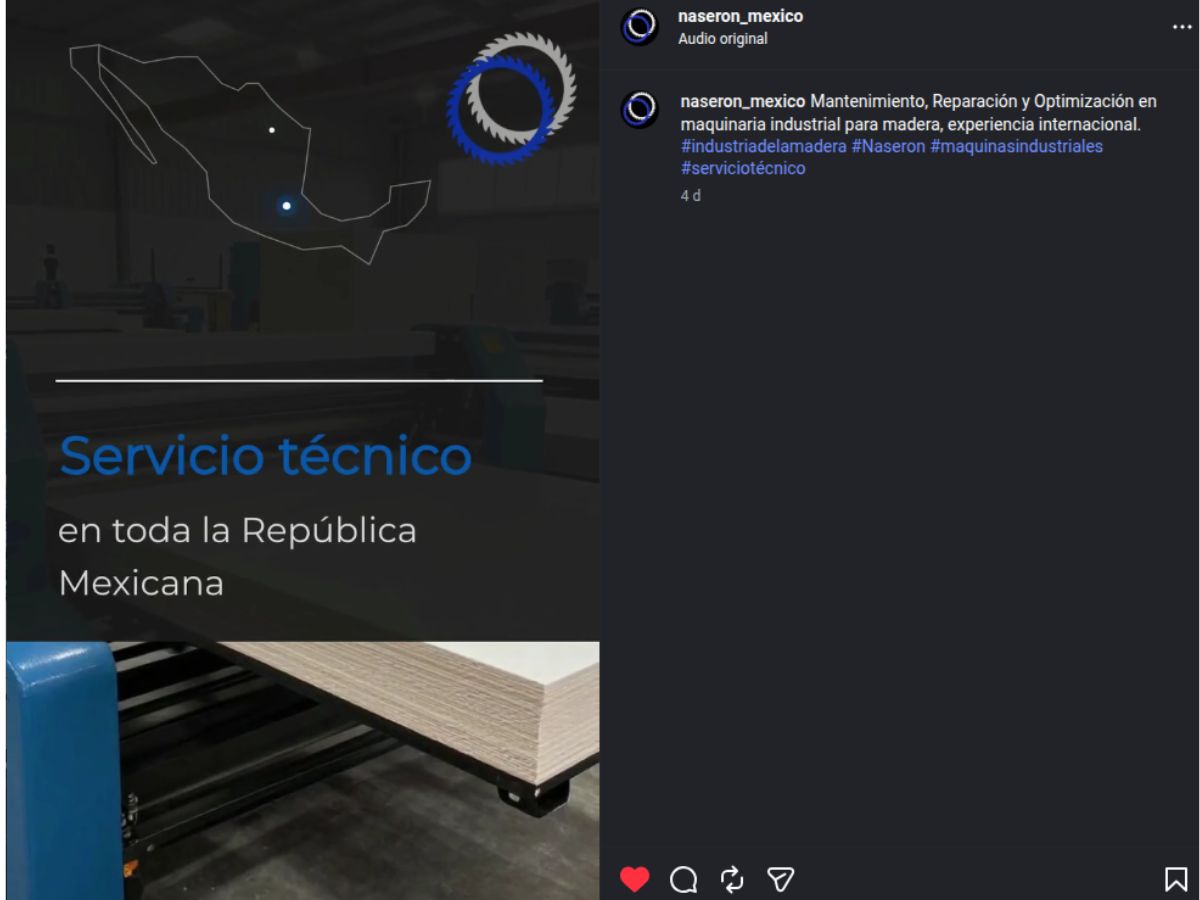 Servicio técnico
en toda la República
Mexicana
naseron_mexico
Audio original
naseron_mexico Mantenimiento, Reparación y Optimización en
maquinaria industrial para madera, experiencia internacional.
#industriadelamadera #Naseron #maquinasindustriales
#serviciotécnico
4 d